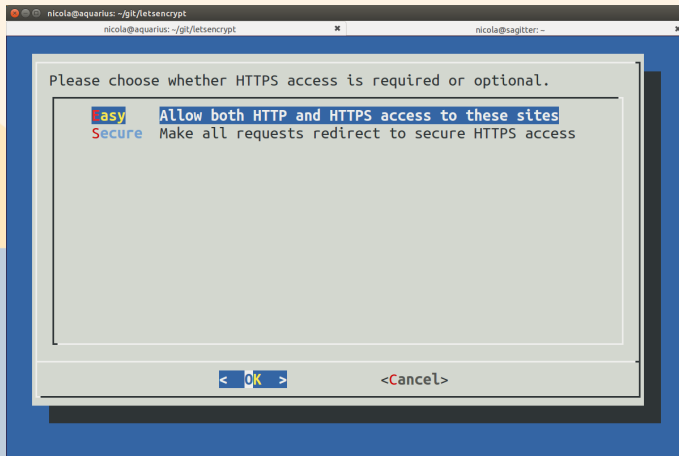 nicola@aquarius: ~/git/letsencrypt
nicola@aquarius: ~/git/letsencrypt
nicola@sagitter: ~
Please choose whether HTTPS access is required or optional.
Easy Allow both HTTP and HTTPS access to these sites
Secure Make all requests redirect to secure HTTPS access
< OK > <Cancel>